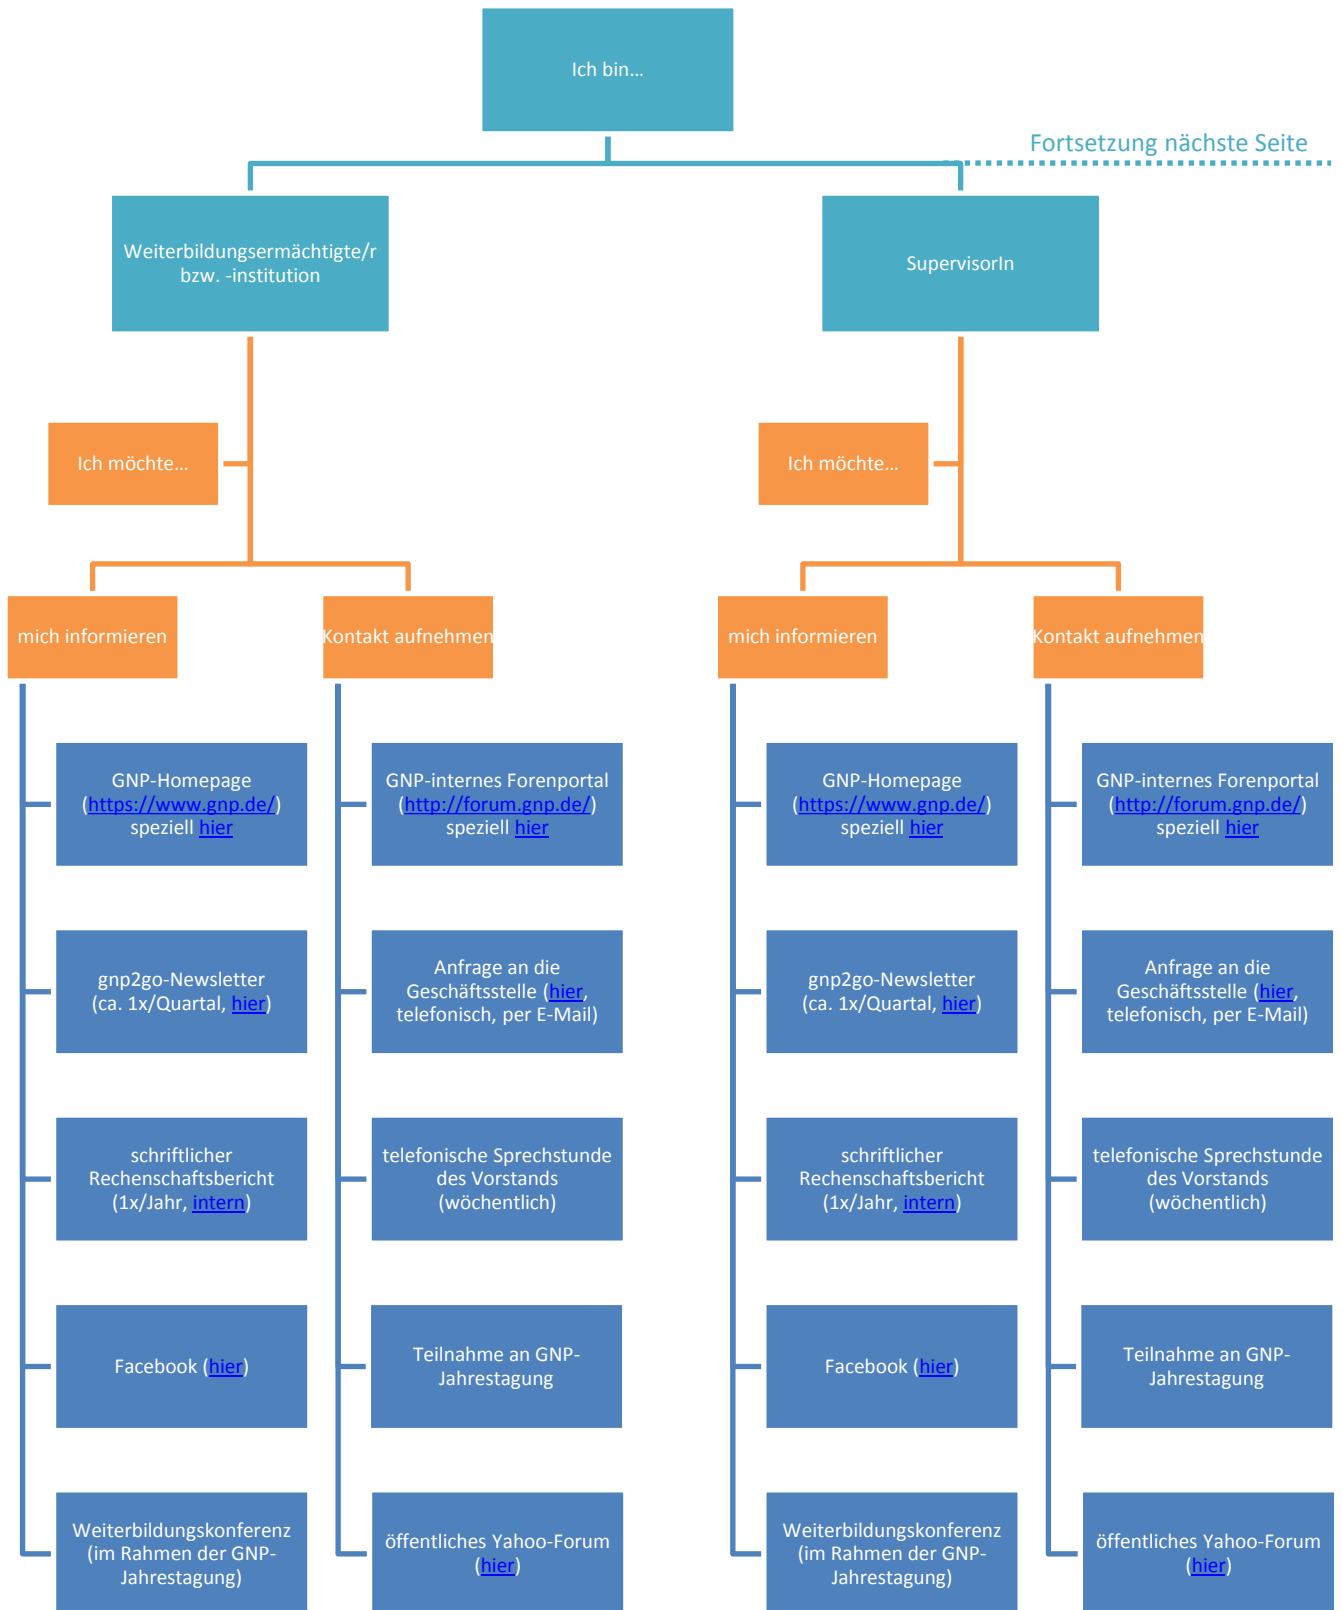 Ich bin…
Fortsetzung nächste Seite
Weiterbildungsermächtigte/r
bzw. -institution
SupervisorIn
Ich möchte…
Ich möchte…
mich informieren
Kontakt aufnehmen
mich informieren
Kontakt aufnehmen
GNP-Homepage
(https://www.gnp.de/)
speziell hier
GNP-internes Forenportal
(http://forum.gnp.de/)
speziell hier
GNP-Homepage
(https://www.gnp.de/)
speziell hier
GNP-internes Forenportal
(http://forum.gnp.de/)
speziell hier
gnp2go-Newsletter
(ca. 1x/Quartal, hier)
Anfrage an die
Geschäftsstelle (hier,
telefonisch, per E-Mail)
gnp2go-Newsletter
(ca. 1x/Quartal, hier)
Anfrage an die
Geschäftsstelle (hier,
telefonisch, per E-Mail)
schriftlicher
Rechenschaftsbericht
(1x/Jahr, intern)
telefonische Sprechstunde
des Vorstands
(wöchentlich)
schriftlicher
Rechenschaftsbericht
(1x/Jahr, intern)
telefonische Sprechstunde
des Vorstands
(wöchentlich)
Facebook (hier)
Teilnahme an GNP-
Jahrestagung
Facebook (hier)
Teilnahme an GNP-
Jahrestagung
Weiterbildungskonferenz
(im Rahmen der GNP-
Jahrestagung)
öffentliches Yahoo-Forum
(hier)
Weiterbildungskonferenz
(im Rahmen der GNP-
Jahrestagung)
öffentliches Yahoo-Forum
(hier)